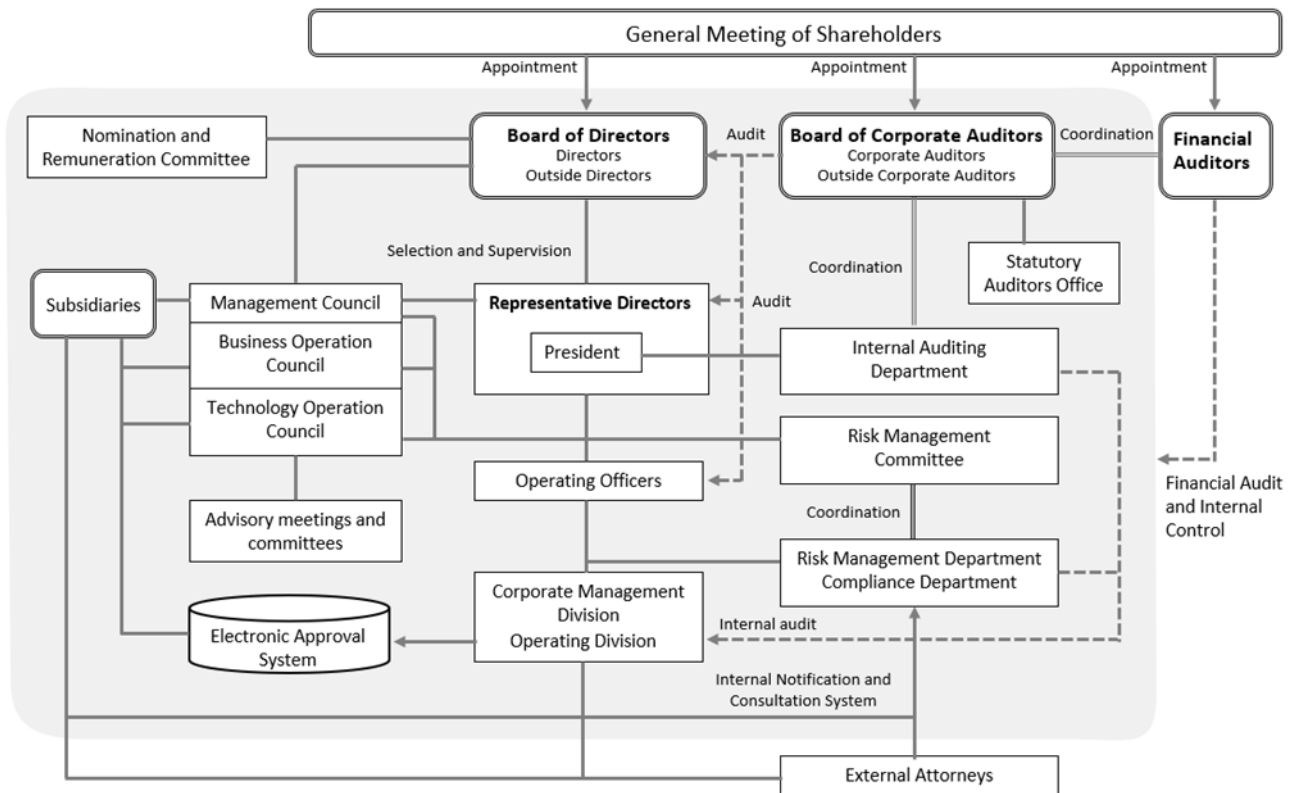 General Meeting of Shareholders
Appointment
Appointment
Appointment
Nomination and
Remuneration Committee
Board of Directors
Directors
Outside Directors
Audit
Board of Corporate Auditors
Corporate Auditors
Outside Corporate Auditors
Coordination
Financial
Auditors
Selection and Supervision
Coordination
Statutory
Auditors Office
Subsidiaries
Management Council
Business Operation
Council
Technology Operation
Council
Representative Directors
President
Audit
Internal Auditing
Department
Risk Management
Committee
Operating Officers
Financial Audit
and Internal
Control
Advisory meetings and
committees
Coordination
Risk Management Department
Compliance Department
Corporate Management
Division
Operating Division
Electronic Approval
System
Internal audit
Internal Notification and
Consultation System
External Attorneys